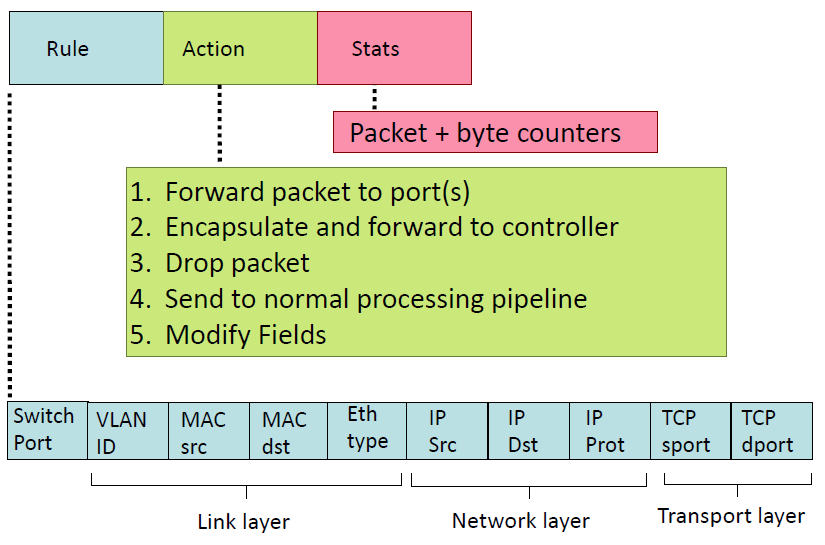 Rule
Action
Stats
Packet + byte counters
1. Forward packet to port(s)
2. Encapsulate and forward to controller
3. Drop packet
4. Send to normal processing pipeline
5. Modify Fields
Switch
Port
VLAN
ID
MAC
src
MAC
dst
Eth
type
IP
Src
IP
Dst
IP
Prot
TCP
sport
TCP
dport
Link layer
Network layer
Transport layer